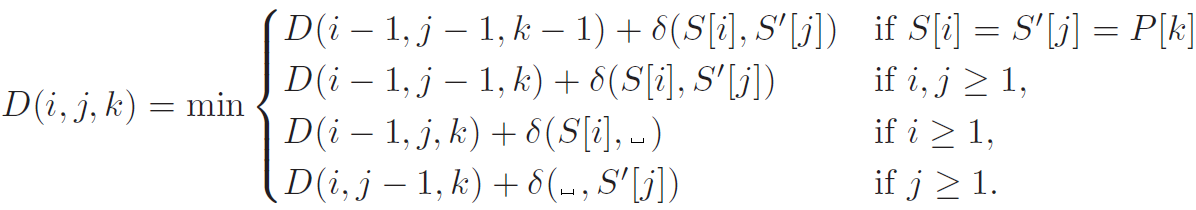 D(i − 1, j − 1, k − 1) + δ(S[i], S′[j]) if S[i] = S′[j] = P[k]
D(i − 1, j − 1, k) + δ(S[i], S′[j]) if i, j ≥ 1,
D(i, j, k) = min {
D(i − 1, j, k) + δ(S[i], ␣) if i ≥ 1,
D(i, j − 1, k) + δ(␣, S′[j]) if j ≥ 1.